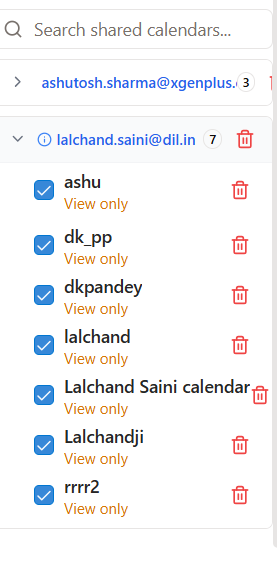 Search shared calendars...
ashutosh.sharma@xgenplus. 3
lalchand.saini@dil.in 7
ashu
View only
dk_pp
View only
dkpandey
View only
lalchand
View only
Lalchand Saini calendar
View only
Lalchandji
View only
rrrr2
View only